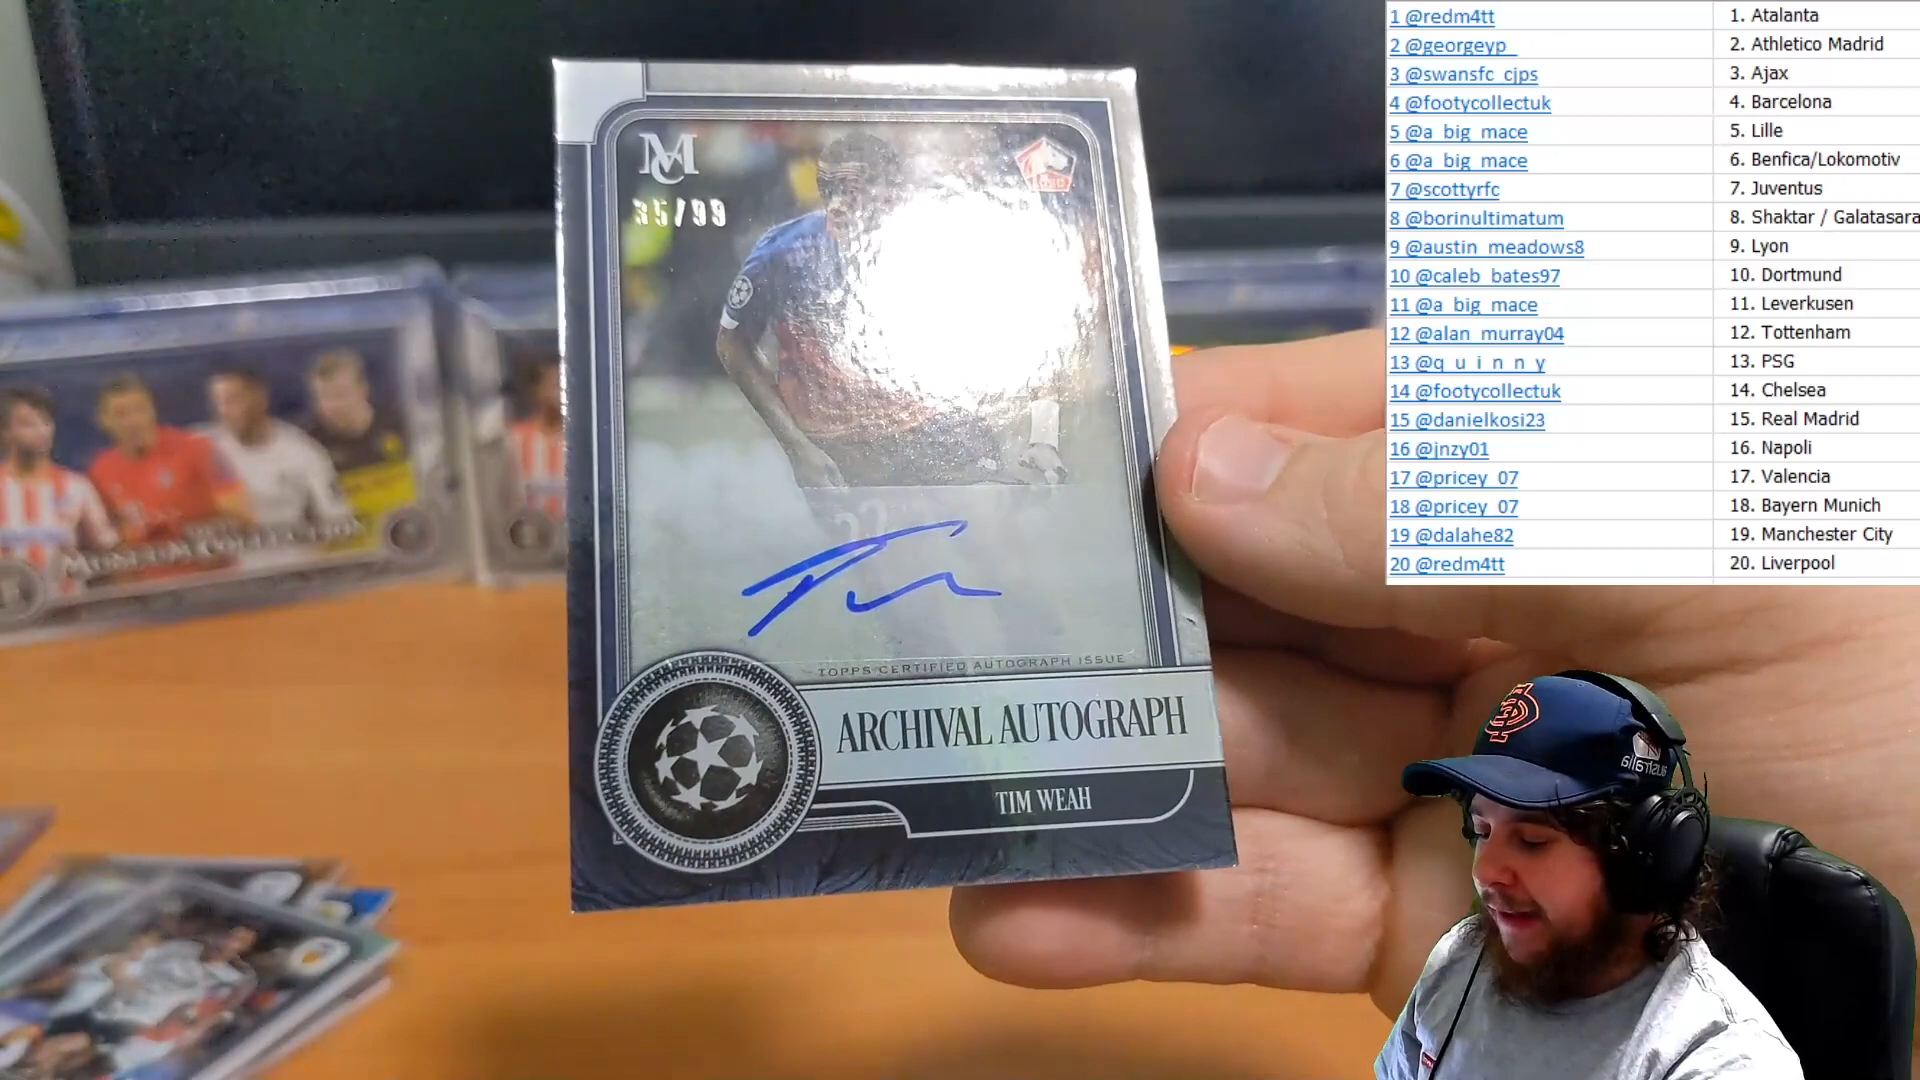 MC
35/99
LOSC
TOPPS CERTIFIED AUTOGRAPH ISSUE
ARCHIVAL AUTOGRAPH
TIM WEAH
MUSEUM COLLECTION
australia
1 @redm4tt 1. Atalanta
2 @georgeyp_ 2. Athletico Madrid
3 @swansfc_cjps 3. Ajax
4 @footycollectuk 4. Barcelona
5 @a_big_mace 5. Lille
6 @a_big_mace 6. Benfica/Lokomotiv
7 @scottyrfc 7. Juventus
8 @borinultimatum 8. Shaktar / Galatasara
9 @austin_meadows8 9. Lyon
10 @caleb_bates97 10. Dortmund
11 @a_big_mace 11. Leverkusen
12 @alan_murray04 12. Tottenham
13 @q_u_i_n_n_y 13. PSG
14 @footycollectuk 14. Chelsea
15 @danielkosi23 15. Real Madrid
16 @jnzy01 16. Napoli
17 @pricey_07 17. Valencia
18 @pricey_07 18. Bayern Munich
19 @dalahe82 19. Manchester City
20 @redm4tt 20. Liverpool